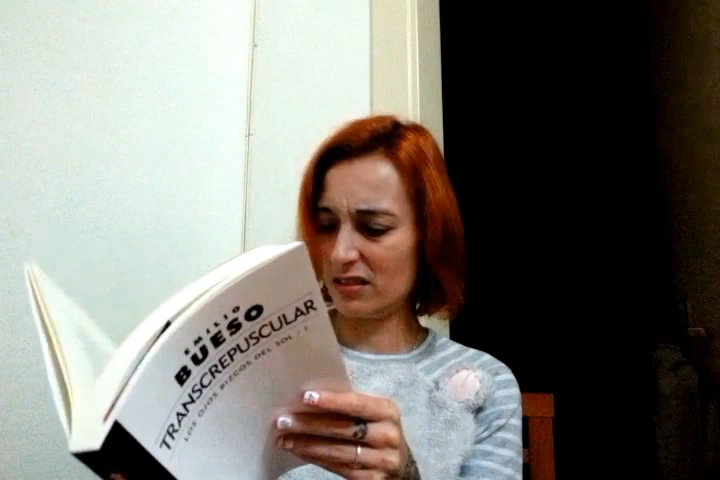 EMILIO
BUESO
TRANSCREPUSCULAR
LOS OJOS BIZCOS DEL SOL / 1